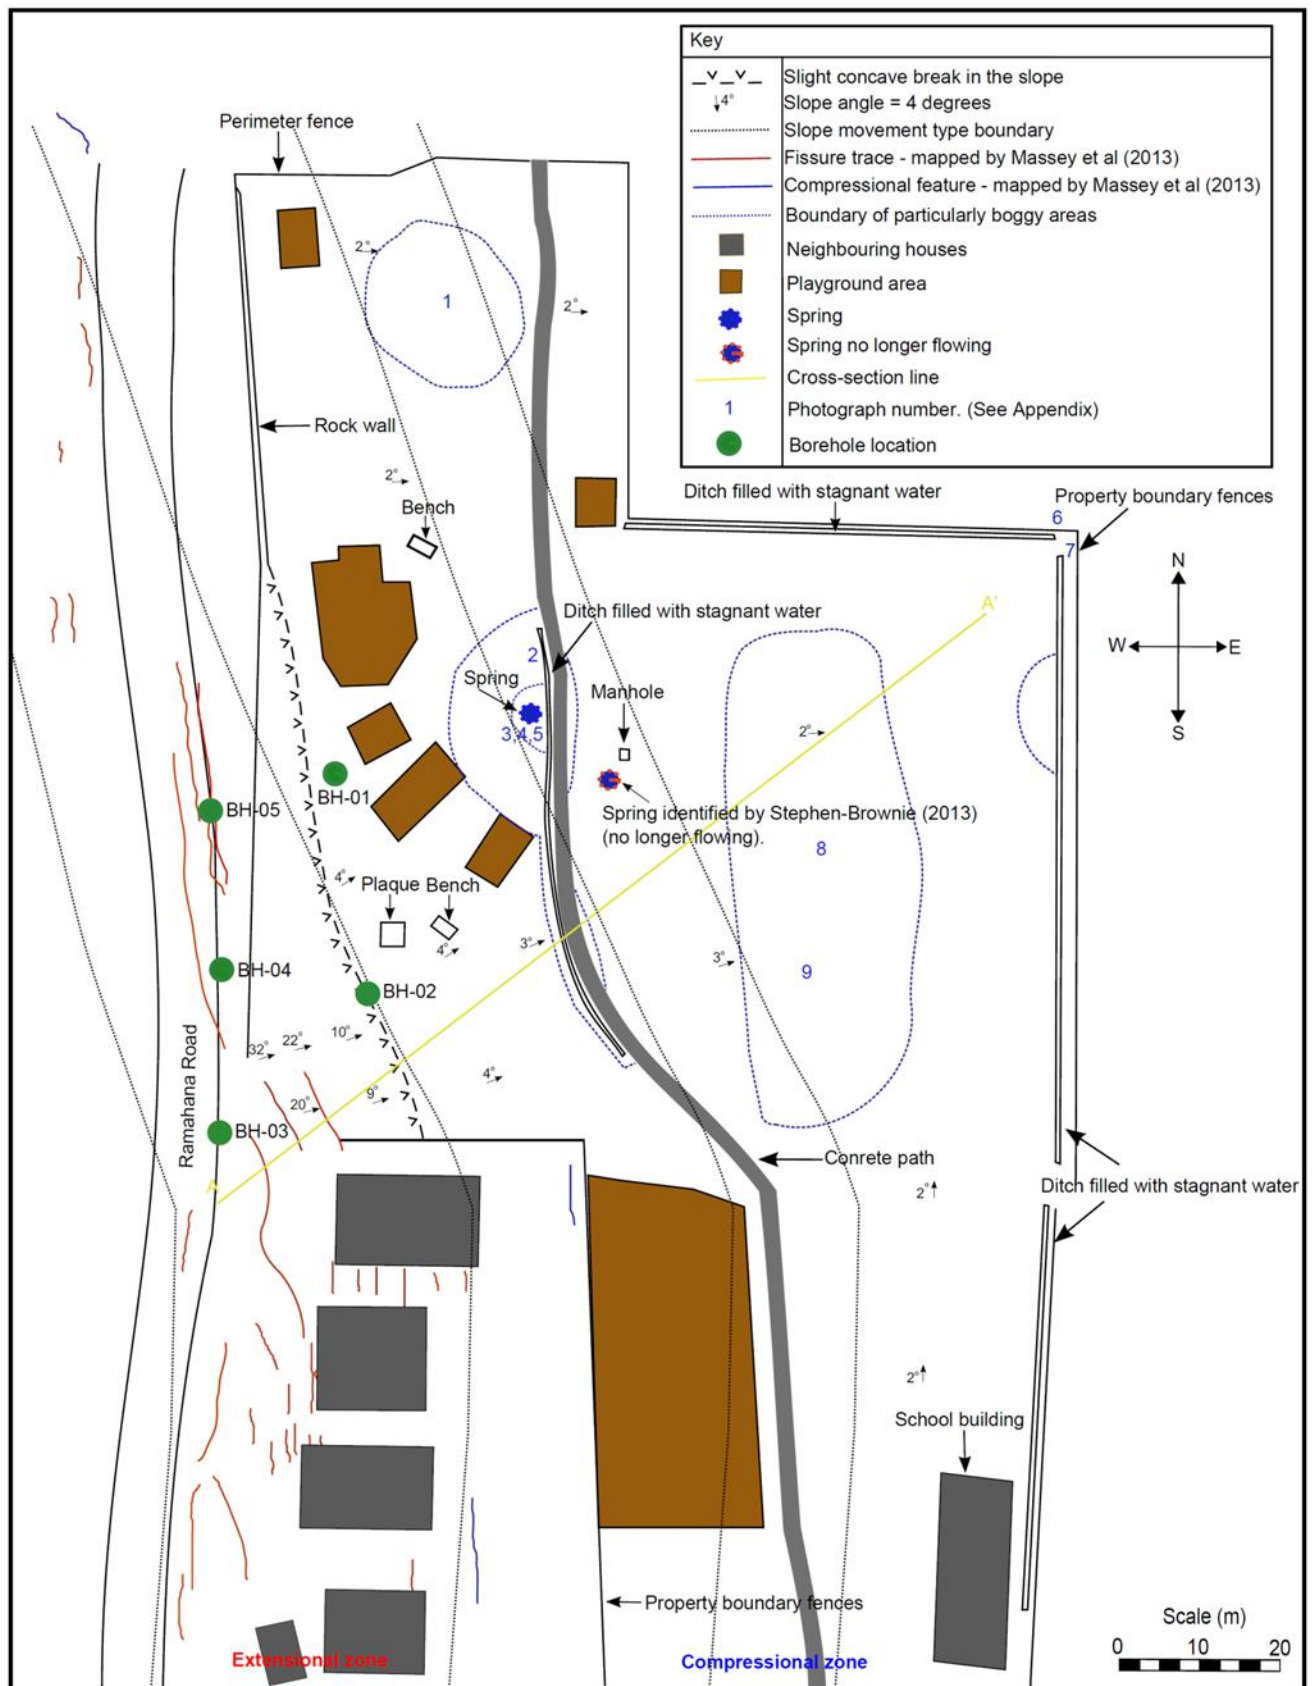 Key
Slight concave break in the slope
4°
Slope angle = 4 degrees
Slope movement type boundary
Fissure trace - mapped by Massey et al (2013)
Compressional feature - mapped by Massey et al (2013)
Boundary of particularly boggy areas
Neighbouring houses
Playground area
Spring
Spring no longer flowing
Cross-section line
1
Photograph number. (See Appendix)
Borehole location
Perimeter fence
2°
1
2°
Rock wall
2°
Bench
Ditch filled with stagnant water
Property boundary fences
6
7
N
W
E
S
A'
Ditch filled with stagnant water
2
Spring
3,4,5
Manhole
2°
BH-01
BH-05
Spring identified by Stephen-Brownie (2013)
(no longer flowing).
8
4°
Plaque
Bench
4°
3°
3°
9
BH-04
BH-02
Ramahana Road
32°
22°
10°
4°
20°
9°
BH-03
A
Conrete path
2°
Ditch filled with stagnant water
2°
School building
Property boundary fences
Scale (m)
0
10
20
Extensional zone
Compressional zone